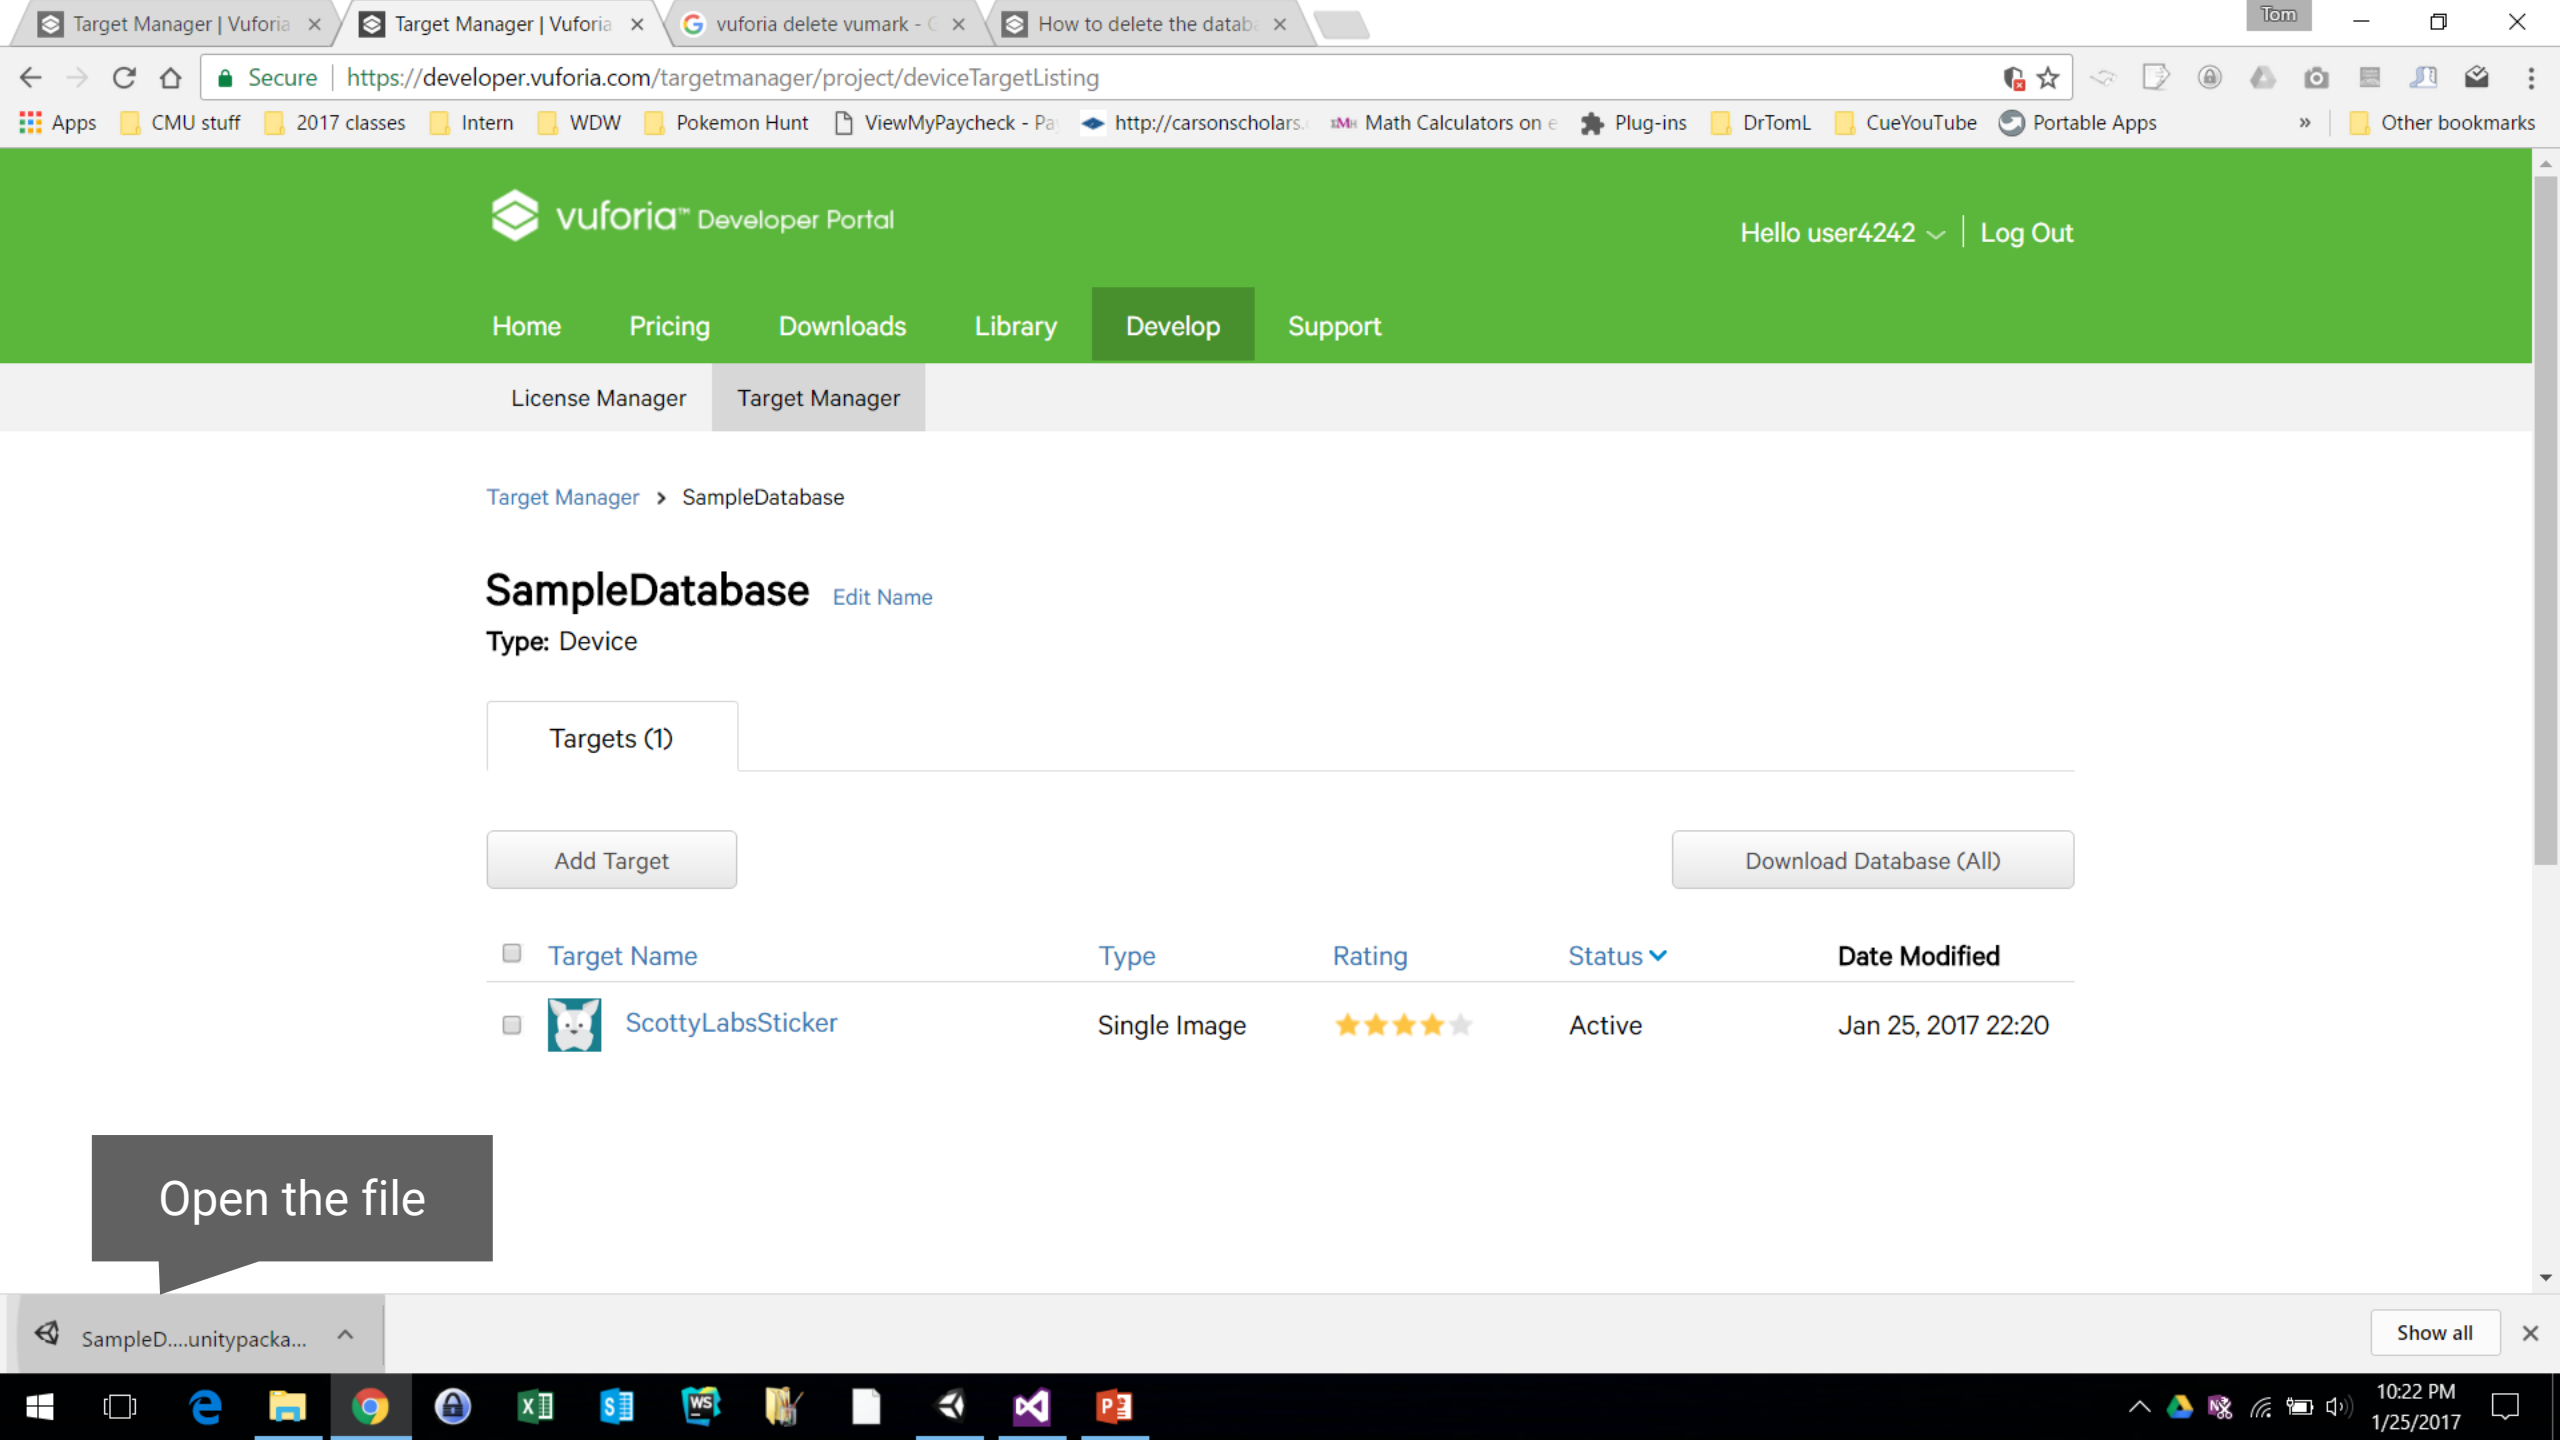 Target Manager | Vuforia
Target Manager | Vuforia
vuforia delete vumark -
How to delete the datab
Tom
Secure
https://developer.vuforia.com/targetmanager/project/deviceTargetListing
Apps
CMU stuff
2017 classes
Intern
WDW
Pokemon Hunt
ViewMyPaycheck - Pa
http://carsonscholars.
Math Calculators on e
Plug-ins
DrTomL
CueYouTube
Portable Apps
»
Other bookmarks
vuforia™ Developer Portal
Hello user4242
Log Out
Home
Pricing
Downloads
Library
Develop
Support
License Manager
Target Manager
Target Manager > SampleDatabase
SampleDatabase Edit Name
Type: Device
Targets (1)
Add Target
Download Database (All)
Target Name
Type
Rating
Status
Date Modified
ScottyLabsSticker
Single Image
Active
Jan 25, 2017 22:20
Open the file
SampleD....unitypacka...
Show all
10:22 PM
1/25/2017